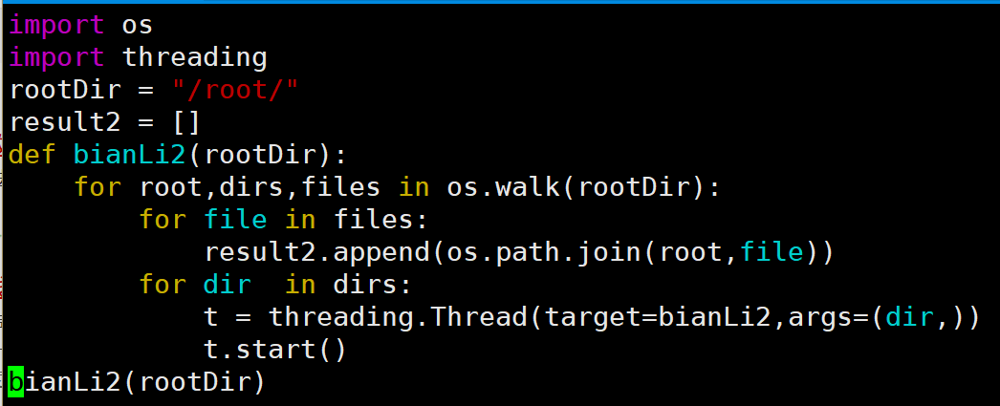 import os
import threading
rootDir = "/root/"
result2 = []
def bianLi2(rootDir):
    for root,dirs,files in os.walk(rootDir):
        for file in files:
            result2.append(os.path.join(root,file))
        for dir  in dirs:
            t = threading.Thread(target=bianLi2,args=(dir,))
            t.start()
bianLi2(rootDir)